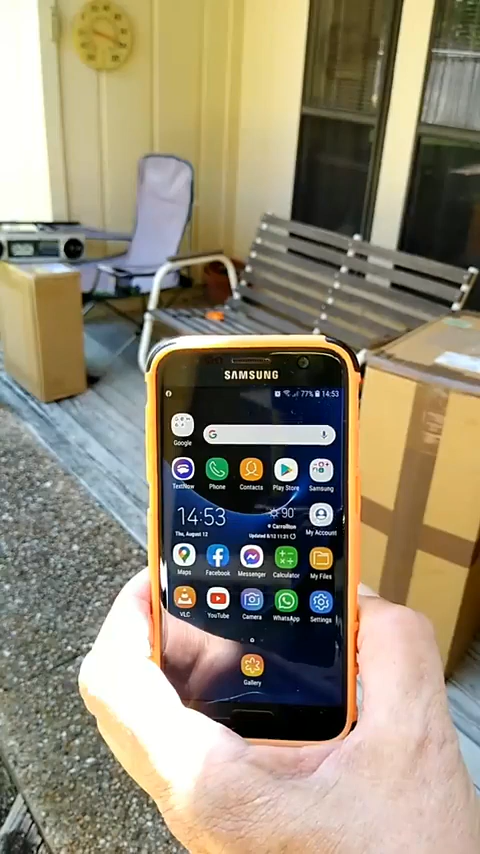 SAMSUNG
77% 14:53
Google
TextNow Phone Contacts Play Store Samsung
14:53
Thu, August 12
90°
Carrollton
Updated 8/12 11:31
My Account
Maps Facebook Messenger Calculator My Files
VLC YouTube Camera WhatsApp Settings
Gallery